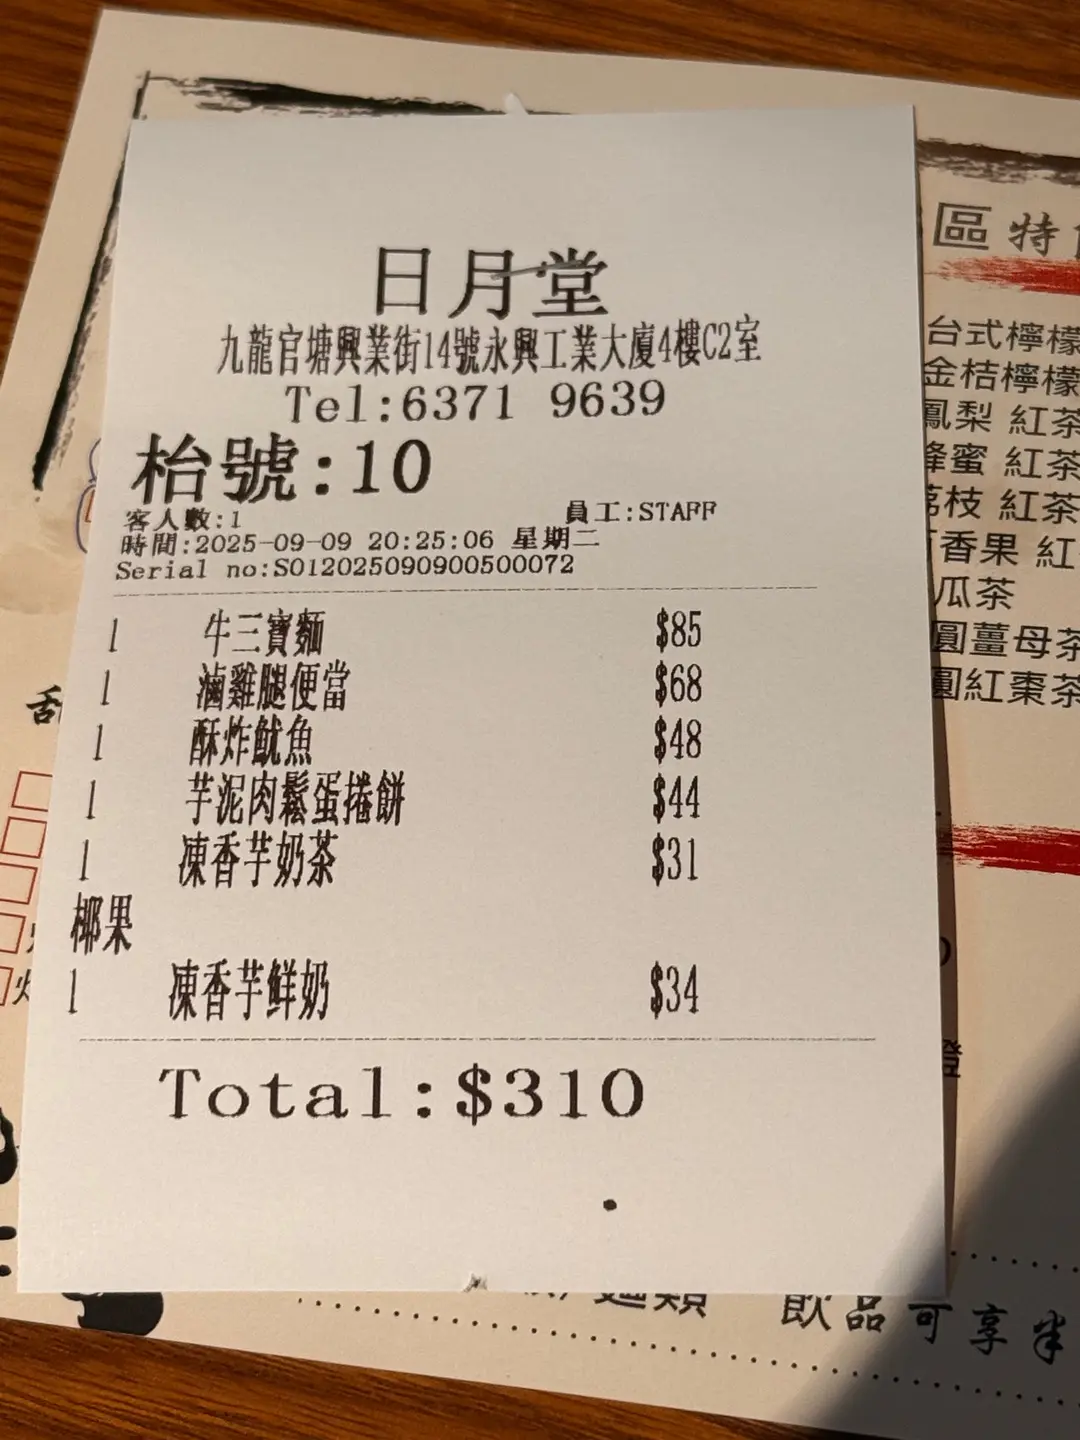 日月堂
九龍官塘興業街14號永興工業大廈4樓C2室
Tel:6371 9639
枱號:10
客人數:1 員工:STAFF
時間:2025-09-09 20:25:06 星期二
Serial no:S012025090900500072
1 牛三寶麵 $85
1 滷雞腿便當 $68
1 酥炸魷魚 $48
1 芋泥肉鬆蛋捲餅 $44
1 凍香芋奶茶 $31
椰果
1 凍香芋鮮奶 $34
Total:$310
區特
台式檸檬
金桔檸檬
鳳梨 紅茶
蜂蜜 紅茶
荔枝 紅茶
香果 紅
瓜茶
圓薑母茶
圓紅棗茶
麵類 飲品可享半